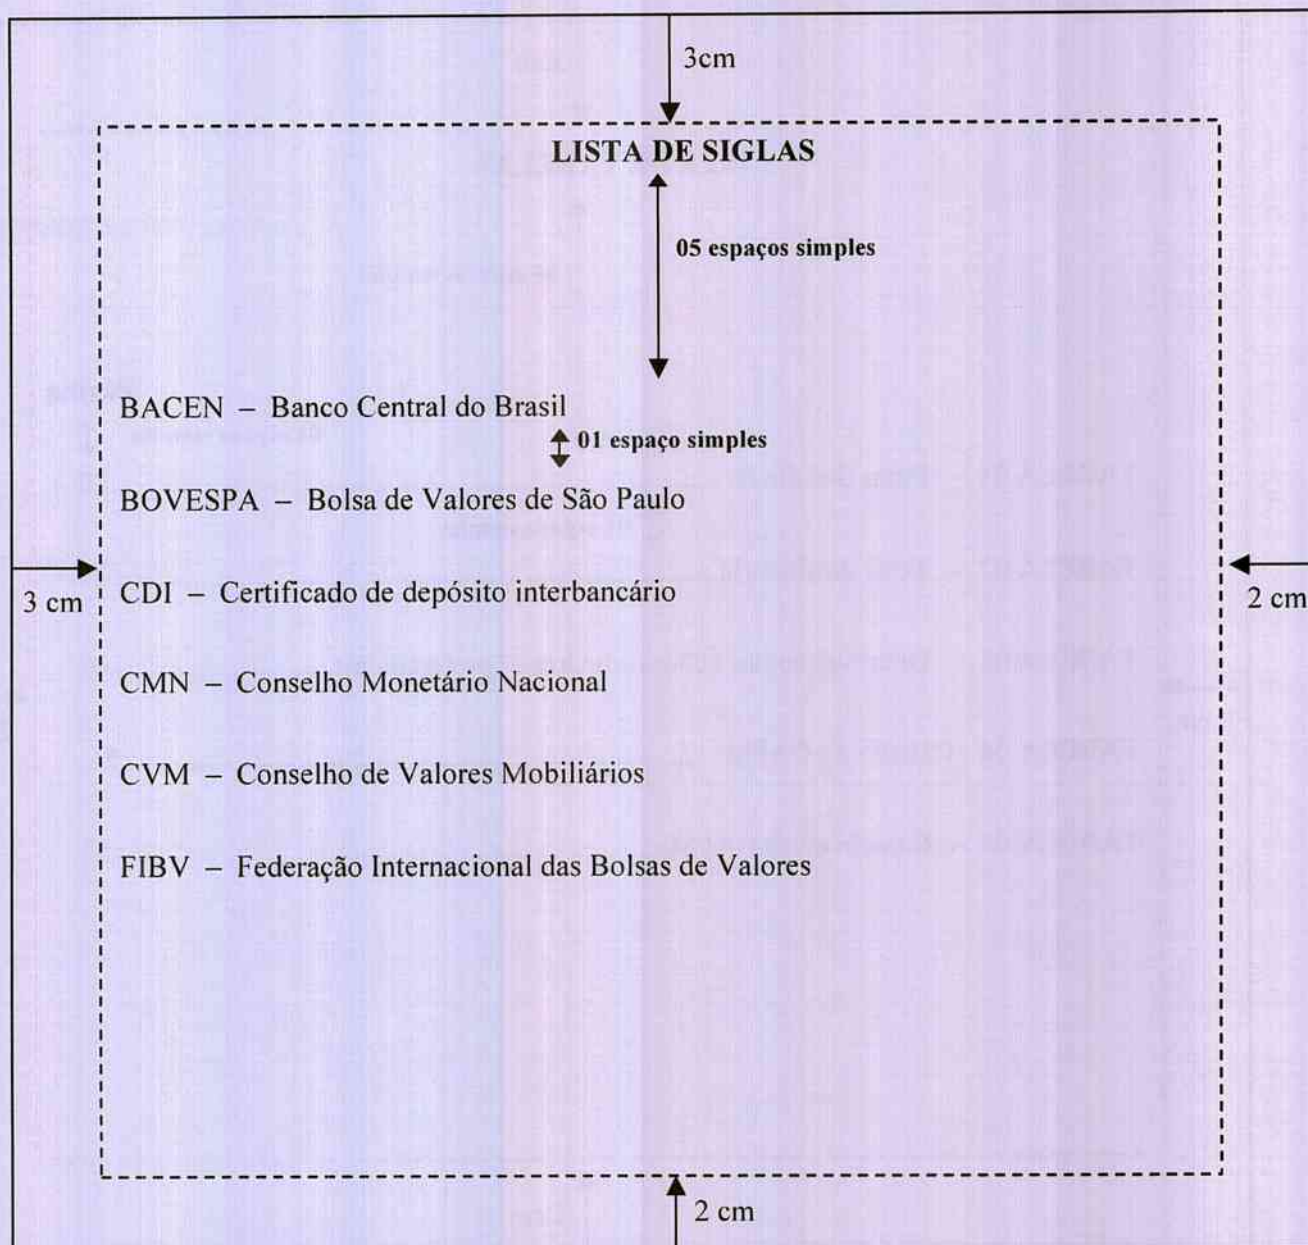 3cm
LISTA DE SIGLAS
05 espaços simples
BACEN – Banco Central do Brasil
01 espaço simples
BOVESPA – Bolsa de Valores de São Paulo
3 cm
CDI – Certificado de depósito interbancário
2 cm
CMN – Conselho Monetário Nacional
CVM – Conselho de Valores Mobiliários
FIBV – Federação Internacional das Bolsas de Valores
2 cm